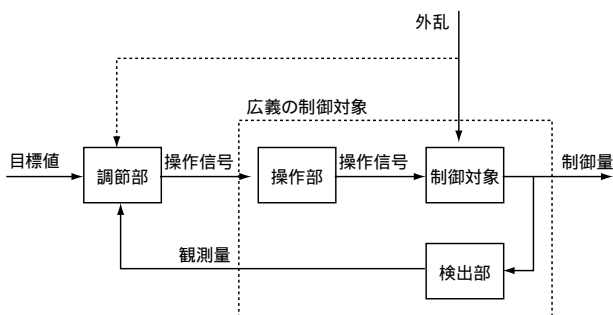 外乱
広義の制御対象
目標値
調節部
操作信号
操作部
操作信号
制御対象
制御量
観測量
検出部